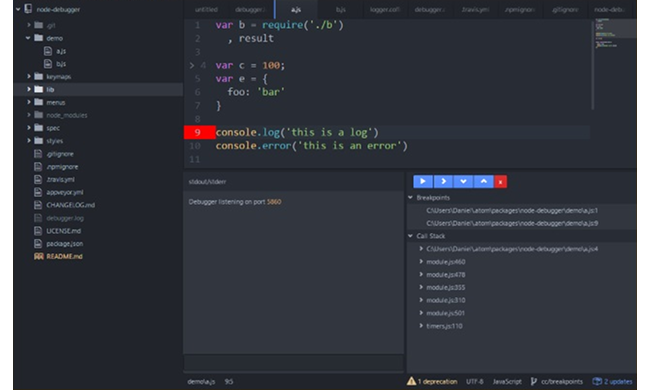 node-debugger
.git
demo
a.js
b.js
keymaps
lib
menus
node_modules
spec
styles
.gitignore
.npmignore
.travis.yml
appveyor.yml
CHANGELOG.md
debugger.log
LICENSE.md
package.json
README.md
untitled debugger. a.js b.js logger.coff debugger. .travis.yml .npmignore .gitignore node-debug
1 var b = require('./b')
2 , result
3
4 var c = 100;
5 var e = {
6 foo: 'bar'
7 }
8
9 console.log('this is a log')
10 console.error('this is an error')
11
stdout/stderr
Debugger listening on port 5860
x
Breakpoints
C:\Users\Daniel\.atom\packages\node-debugger\demo\a.js:1
C:\Users\Daniel\.atom\packages\node-debugger\demo\a.js:9
Call Stack
C:\Users\Daniel\.atom\packages\node-debugger\demo\a.js:4
module.js:460
module.js:478
module.js:355
module.js:310
module.js:501
timers.js:110
demo\a.js 9:5 1 deprecation UTF-8 JavaScript cc/breakpoints 2 updates